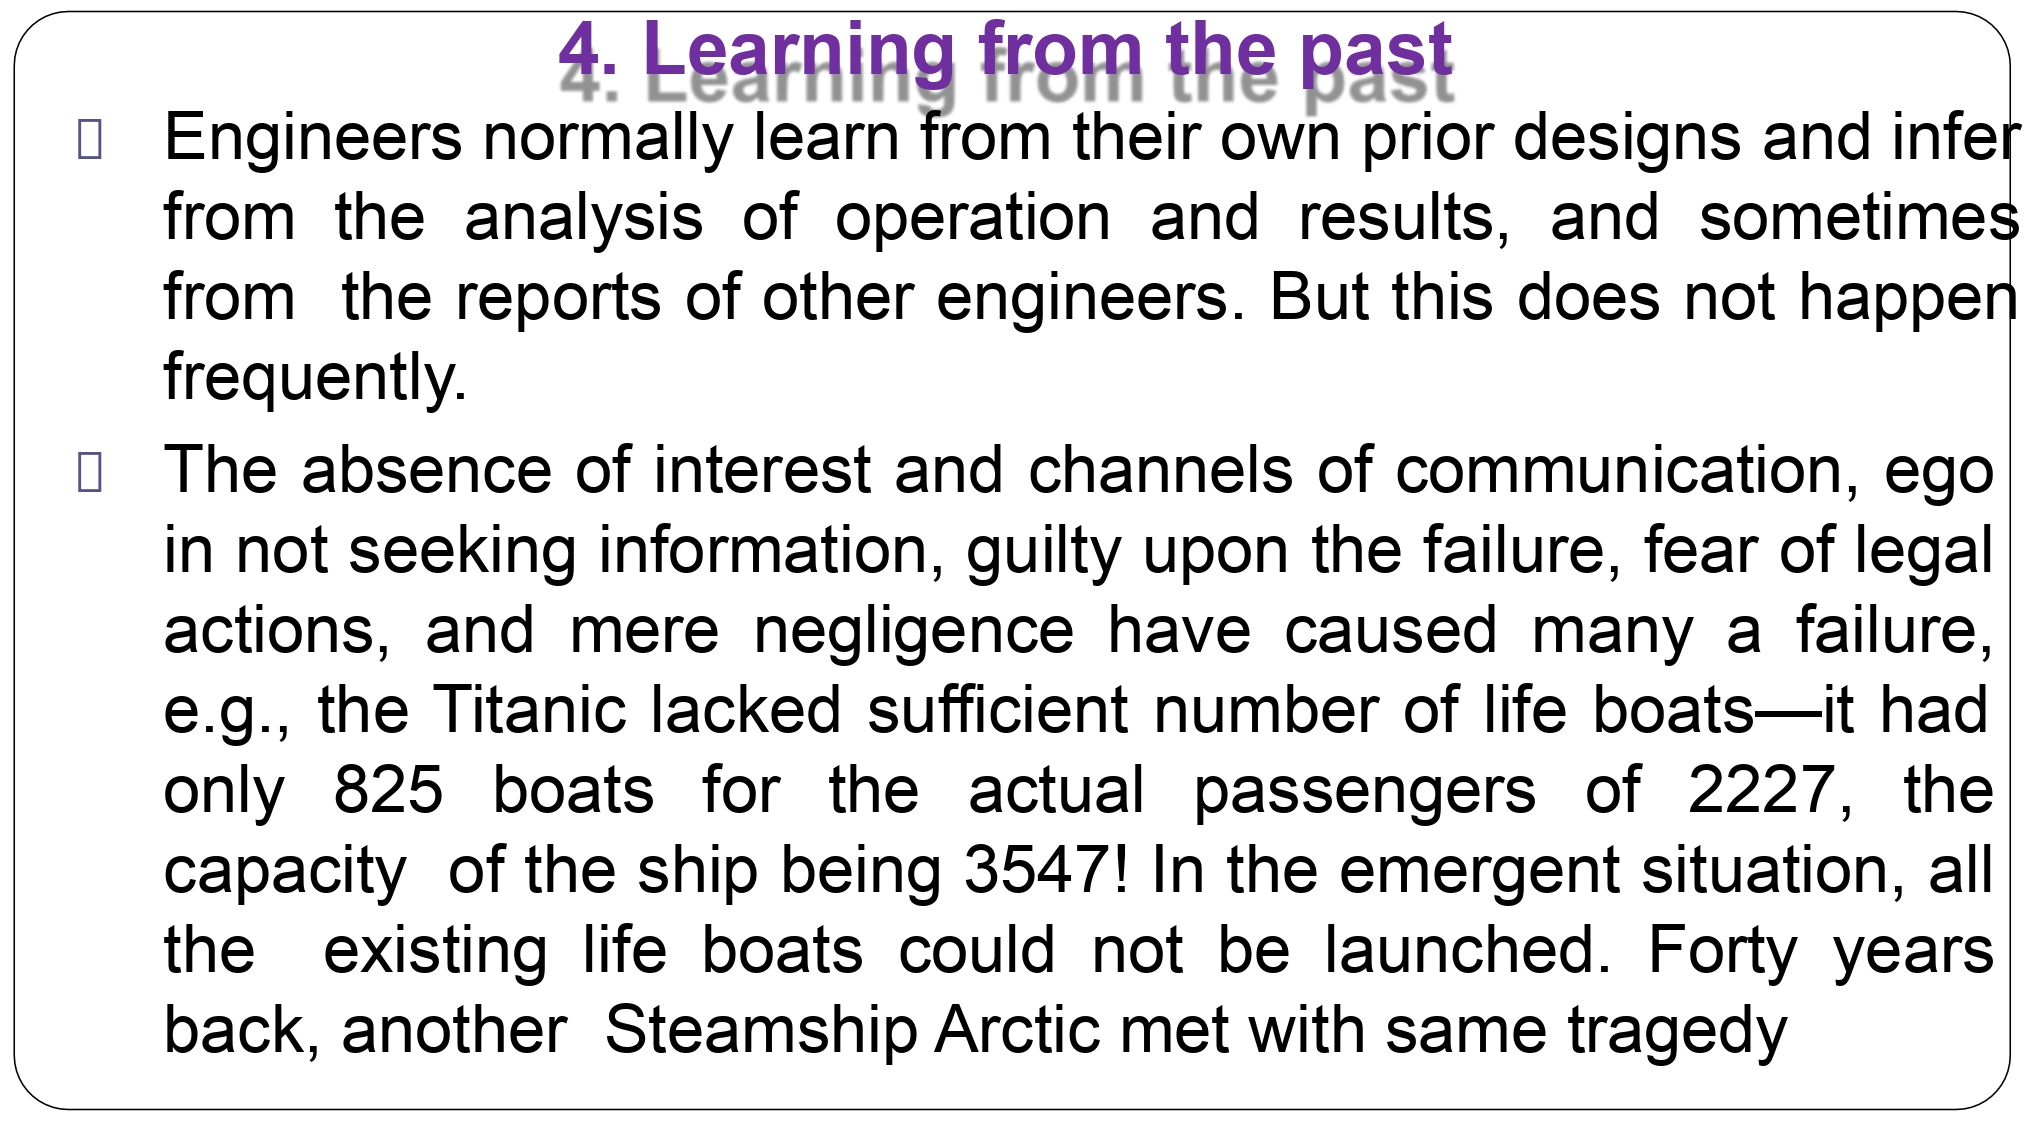 4. Learning from the past
Engineers normally learn from their own prior designs and infer
from the analysis of operation and results, and sometimes
from the reports of other engineers. But this does not happen
frequently.
The absence of interest and channels of communication, ego
in not seeking information, guilty upon the failure, fear of legal
actions, and mere negligence have caused many a failure,
e.g., the Titanic lacked sufficient number of life boats—it had
only 825 boats for the actual passengers of 2227, the
capacity of the ship being 3547! In the emergent situation, all
the existing life boats could not be launched. Forty years
back, another Steamship Arctic met with same tragedy